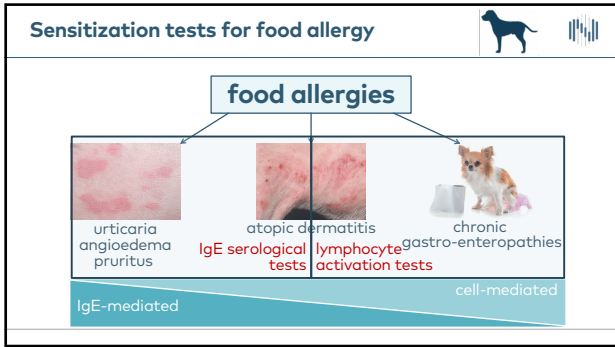 Sensitization tests for food allergy
food allergies
urticaria
angioedema
pruritus
atopic dermatitis
IgE serological
tests
lymphocyte
activation tests
chronic
gastro-enteropathies
cell-mediated
IgE-mediated